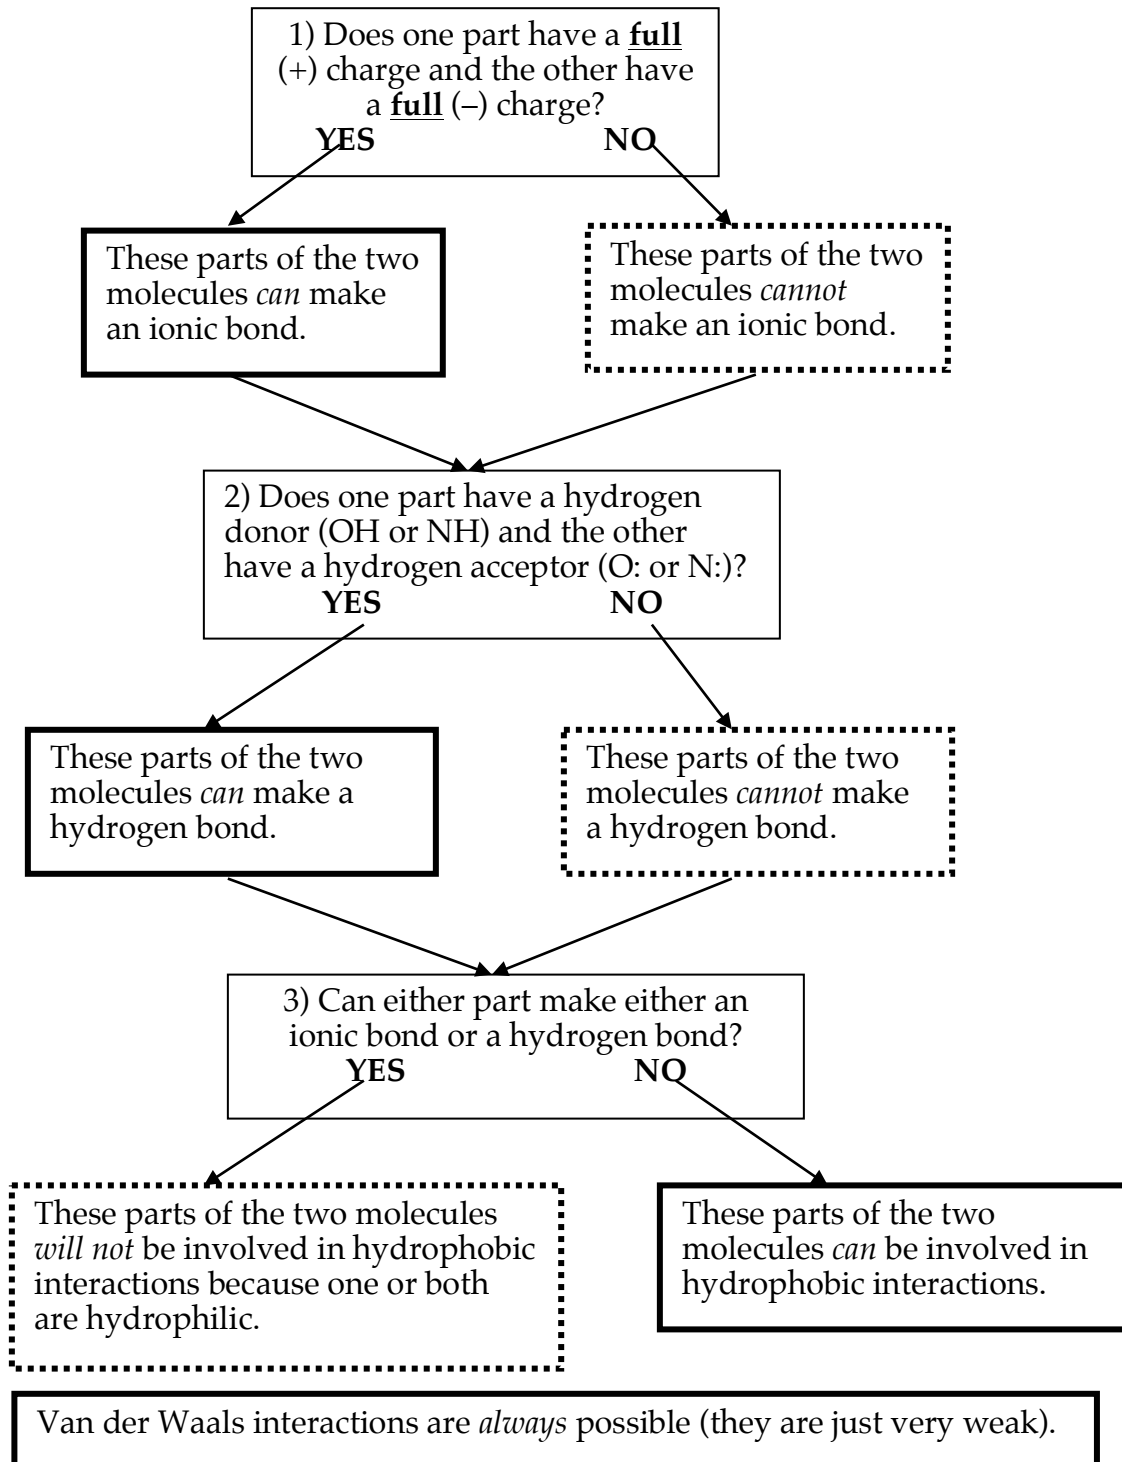 1) Does one part have a full
(+) charge and the other have
a full (–) charge?
YES NO
These parts of the two
molecules can make
an ionic bond.
These parts of the two
molecules cannot
make an ionic bond.
2) Does one part have a hydrogen
donor (OH or NH) and the other
have a hydrogen acceptor (O: or N:)?
YES NO
These parts of the two
molecules can make a
hydrogen bond.
These parts of the two
molecules cannot make
a hydrogen bond.
3) Can either part make either an
ionic bond or a hydrogen bond?
YES NO
These parts of the two molecules
will not be involved in hydrophobic
interactions because one or both
are hydrophilic.
These parts of the two
molecules can be involved in
hydrophobic interactions.
Van der Waals interactions are always possible (they are just very weak).